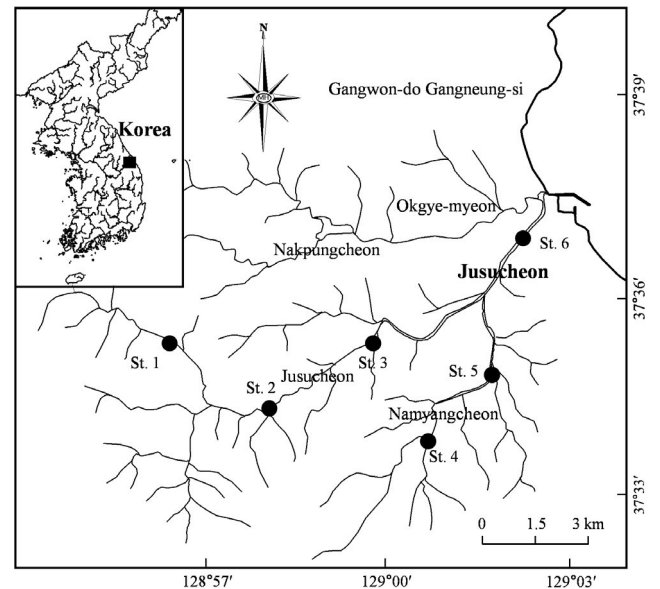 N
Gangwon-do Gangneung-si
37°39′
Korea
Okgye-myeon
Nakpungcheon
St. 6
Jusucheon
37°36′
St. 1
St. 3
Jusucheon
St. 2
St. 5
Namyangcheon
St. 4
37°33′
0 1.5 3 km
128°57′ 129°00′ 129°03′